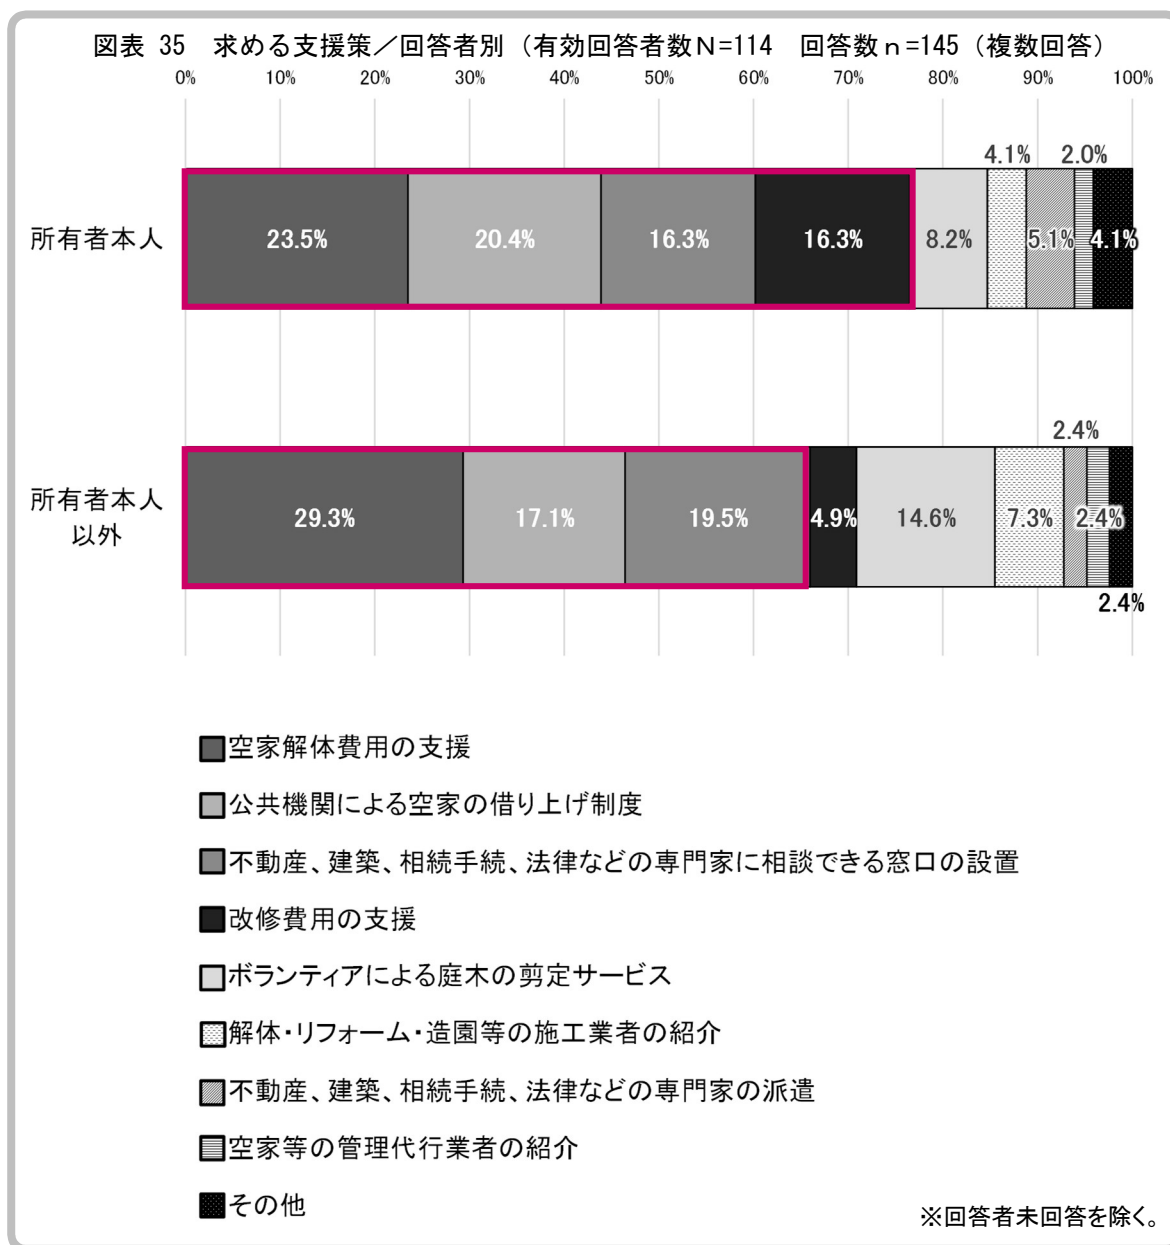 図表 35　求める支援策／回答者別（有効回答者数N=114　回答数ｎ=145（複数回答）
0% 10% 20% 30% 40% 50% 60% 70% 80% 90% 100%
4.1% 2.0%
所有者本人 23.5% 20.4% 16.3% 16.3% 8.2% 5.1% 4.1%
2.4%
所有者本人
以外
29.3% 17.1% 19.5% 4.9% 14.6% 7.3% 2.4%
2.4%
空家解体費用の支援
公共機関による空家の借り上げ制度
不動産、建築、相続手続、法律などの専門家に相談できる窓口の設置
改修費用の支援
ボランティアによる庭木の剪定サービス
解体・リフォーム・造園等の施工業者の紹介
不動産、建築、相続手続、法律などの専門家の派遣
空家等の管理代行業者の紹介
その他
※回答者未回答を除く。